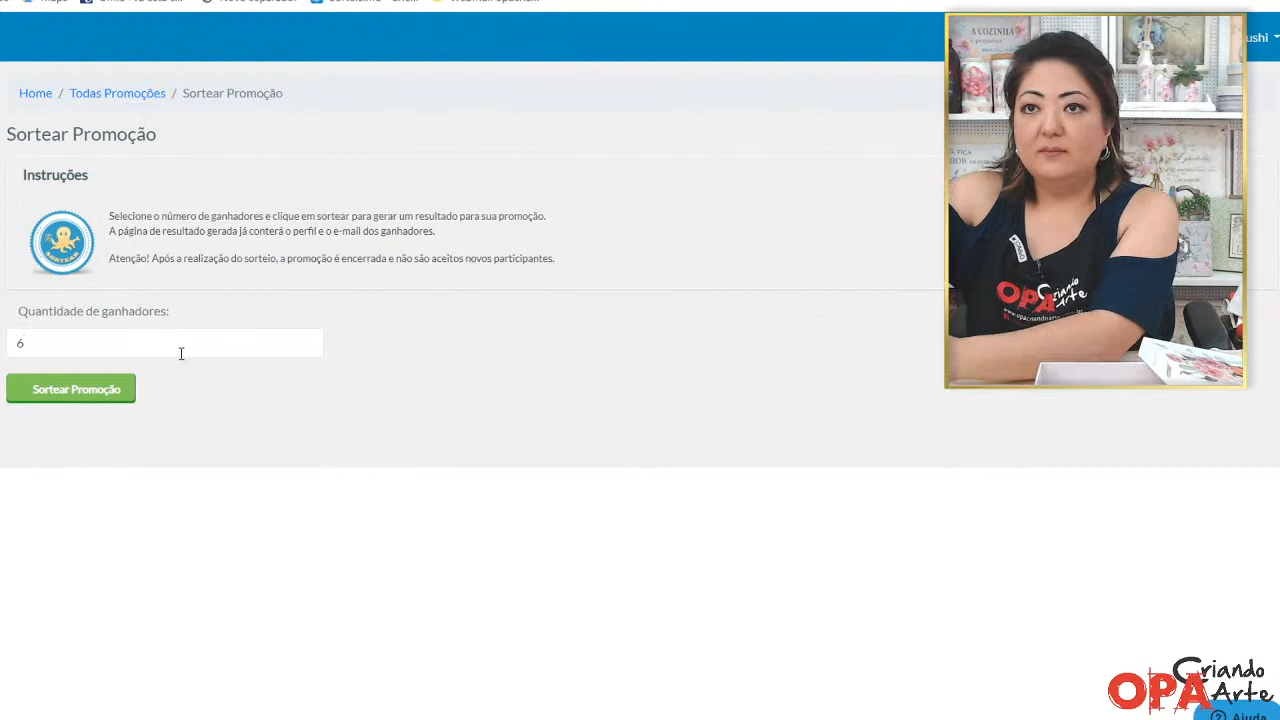 ushi
Home / Todas Promoções / Sortear Promoção
Sortear Promoção
Instruções
SORTEAR
Selecione o número de ganhadores e clique em sortear para gerar um resultado para sua promoção.
A página de resultado gerada já conterá o perfil e o e-mail dos ganhadores.
Atenção! Após a realização do sorteio, a promoção é encerrada e não são aceitos novos participantes.
Quantidade de ganhadores:
6
Sortear Promoção
A COZINHA
OPA Criando Arte
OPA Criando Arte
Ajuda